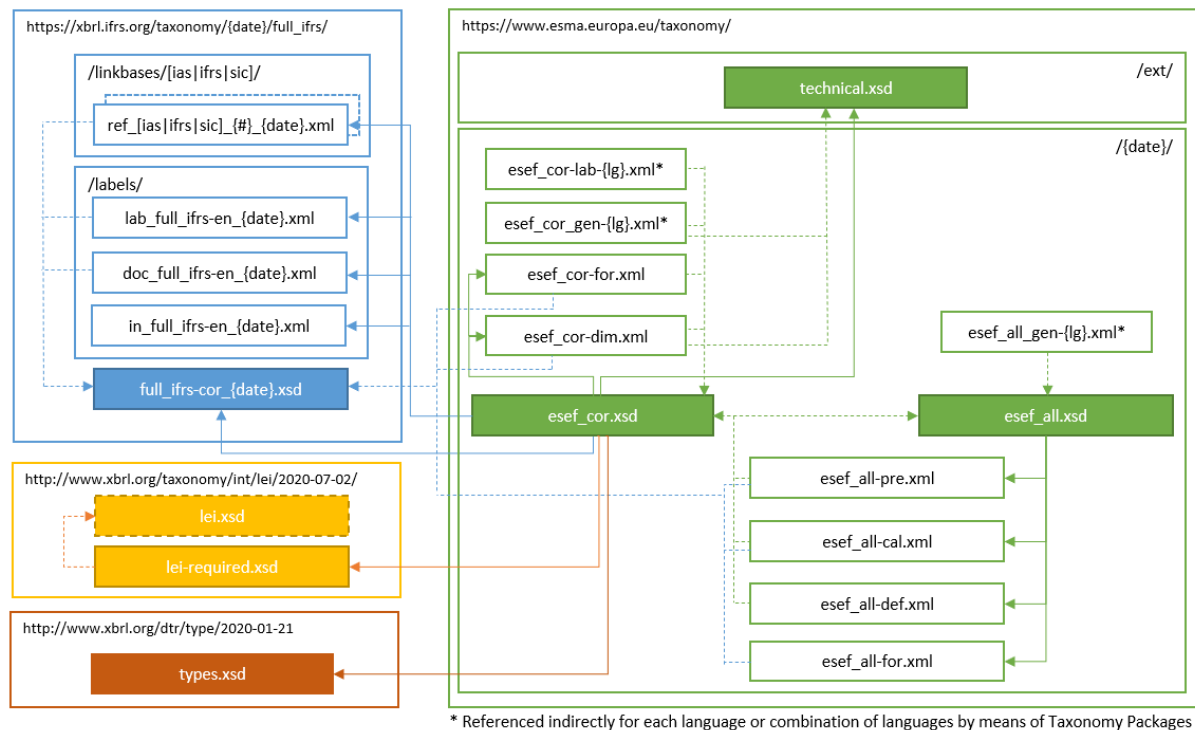 https://xbrl.ifrs.org/taxonomy/{date}/full_ifrs/
/linkbases/[ias|ifrs|sic]/
ref_[ias|ifrs|sic]_{#}_{date}.xml
/labels/
lab_full_ifrs-en_{date}.xml
doc_full_ifrs-en_{date}.xml
in_full_ifrs-en_{date}.xml
full_ifrs-cor_{date}.xsd
http://www.xbrl.org/taxonomy/int/lei/2020-07-02/
lei.xsd
lei-required.xsd
http://www.xbrl.org/dtr/type/2020-01-21
types.xsd
https://www.esma.europa.eu/taxonomy/
/ext/
technical.xsd
/{date}/
esef_cor-lab-{lg}.xml*
esef_cor_gen-{lg}.xml*
esef_cor-for.xml
esef_cor-dim.xml
esef_all_gen-{lg}.xml*
esef_cor.xsd
esef_all.xsd
esef_all-pre.xml
esef_all-cal.xml
esef_all-def.xml
esef_all-for.xml
* Referenced indirectly for each language or combination of languages by means of Taxonomy Packages